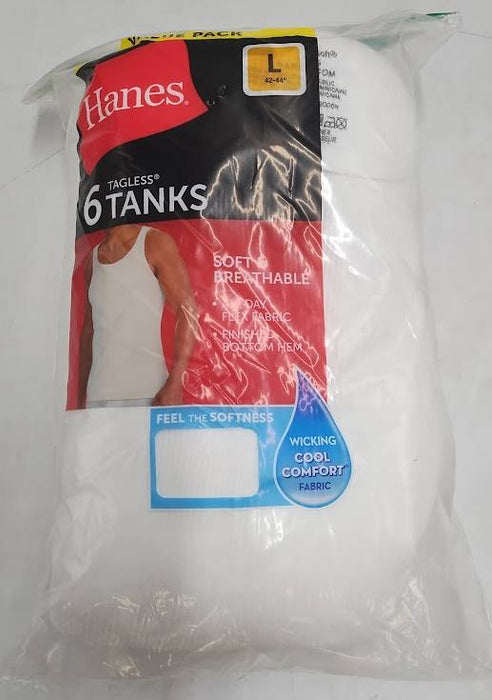 VALUE PACK
Hanes®
L
42-44"
6 TAGLESS®
TANKS
SOFT &
BREATHABLE
DAY
FLEX FABRIC
• FINISHED
BOTTOM HEM
FEEL THE SOFTNESS
WICKING
COOL
COMFORT®
FABRIC